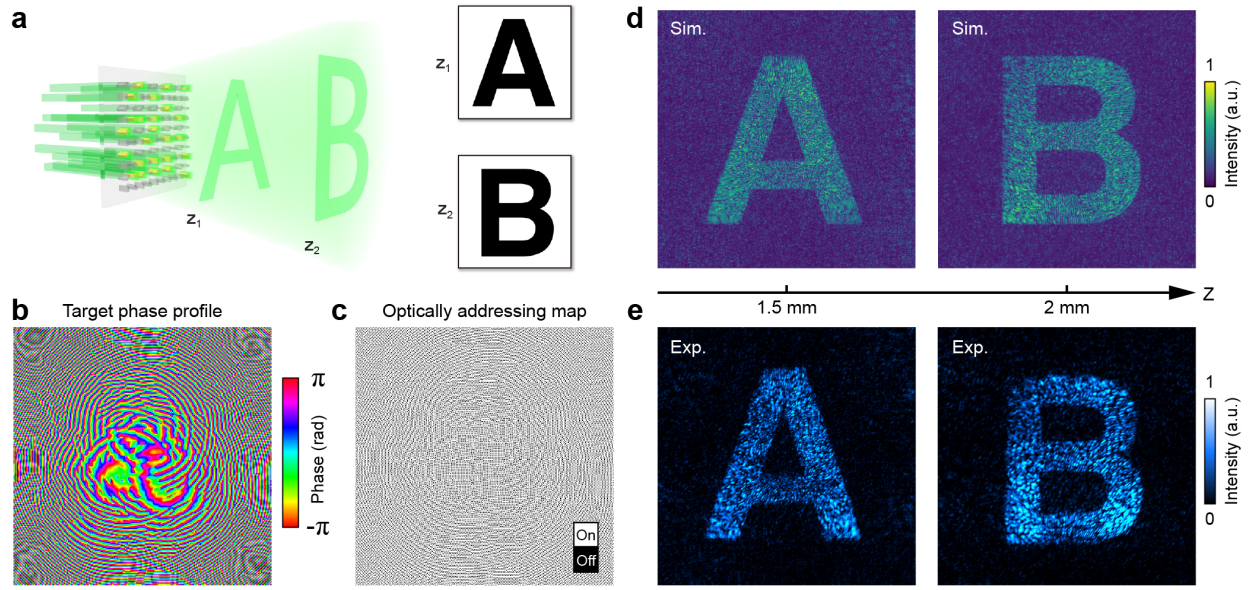 a
z1
A
z2
B
A
B
z1
z2
b
Target phase profile
π
Phase (rad)
-π
c
Optically addressing map
On
Off
d
Sim.
Sim.
A
B
1
Intensity (a.u.)
0
1.5 mm
2 mm
Z
e
Exp.
Exp.
A
B
1
Intensity (a.u.)
0